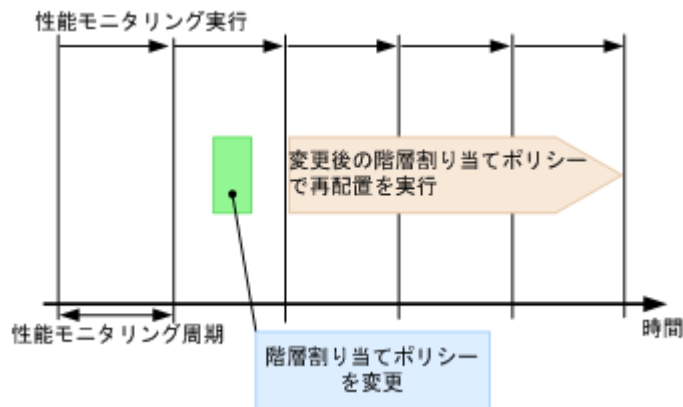 性能モニタリング実行
変更後の階層割り当てポリシー
で再配置を実行
時間
性能モニタリング周期
階層割り当てポリシー
を変更